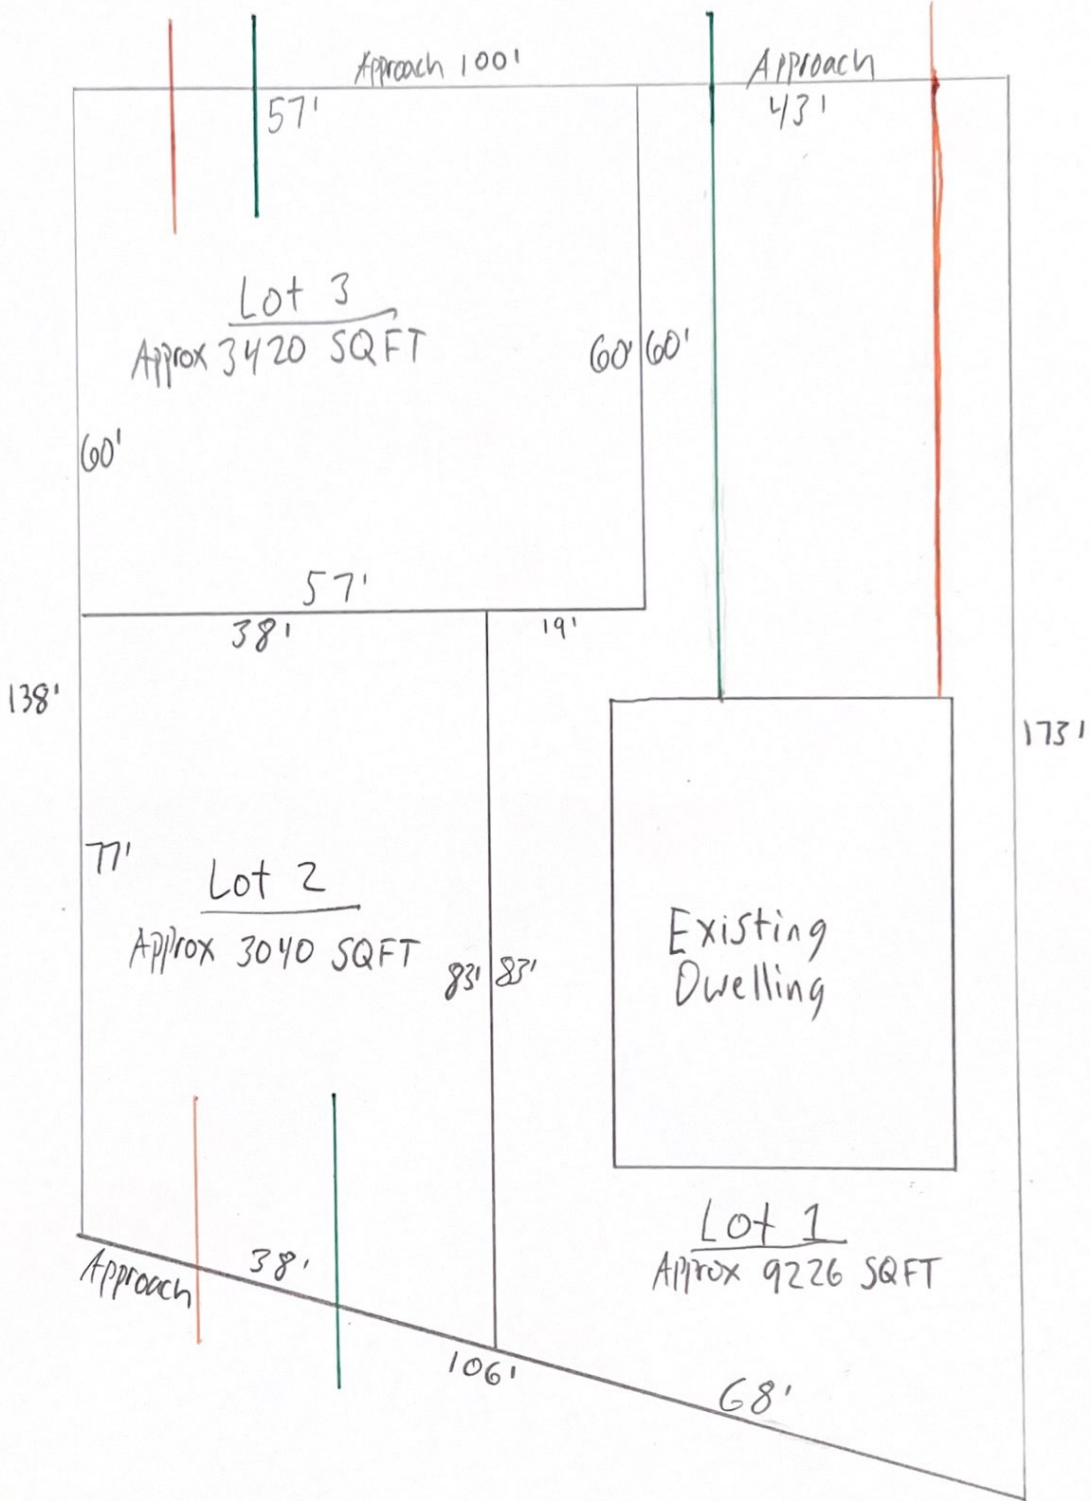 Approach 100'
Approach
57'
43'
Lot 3
Approx 3420 SQFT
60'
60'
60'
57'
38'
19'
138'
173'
77'
Lot 2
Approx 3040 SQFT
83'
83'
Existing
Dwelling
Lot 1
Approx 9226 SQFT
Approach
38'
106'
68'